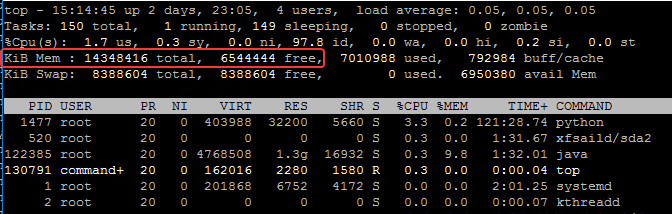 top - 15:14:45 up 2 days, 23:05,  4 users,  load average: 0.05, 0.05, 0.05
Tasks: 150 total,   1 running, 149 sleeping,   0 stopped,   0 zombie
%Cpu(s):  1.7 us,  0.3 sy,  0.0 ni, 97.8 id,  0.0 wa,  0.0 hi,  0.2 si,  0.0 st
KiB Mem : 14348416 total,  6544444 free,  7010988 used,   792984 buff/cache
KiB Swap:  8388604 total,  8388604 free,        0 used.  6950380 avail Mem
PID USER      PR  NI    VIRT    RES    SHR S  %CPU %MEM     TIME+ COMMAND
1477 root      20   0  403988  32200   5660 S   3.3  0.2 121:28.74 python
520 root      20   0       0      0      0 S   0.3  0.0   1:31.67 xfsaild/sda2
122385 root      20   0 4768508   1.3g  16932 S   0.3  9.8   1:32.01 java
130791 command+  20   0  162016   2280   1580 R   0.3  0.0   0:00.04 top
1 root      20   0  201868   6752   4172 S   0.0  0.0   2:01.25 systemd
2 root      20   0       0      0      0 S   0.0  0.0   0:00.07 kthreadd